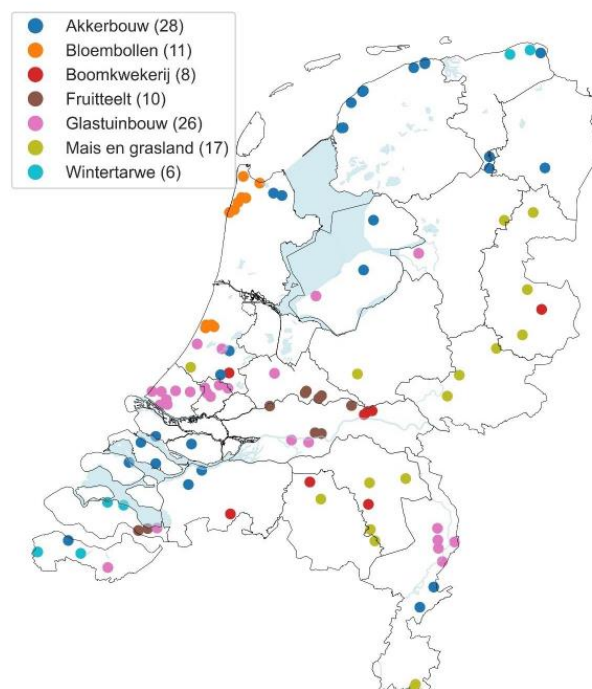 Akkerbouw (28)
Bloembollen (11)
Boomkwekerij (8)
Fruitteelt (10)
Glastuinbouw (26)
Mais en grasland (17)
Wintertarwe (6)